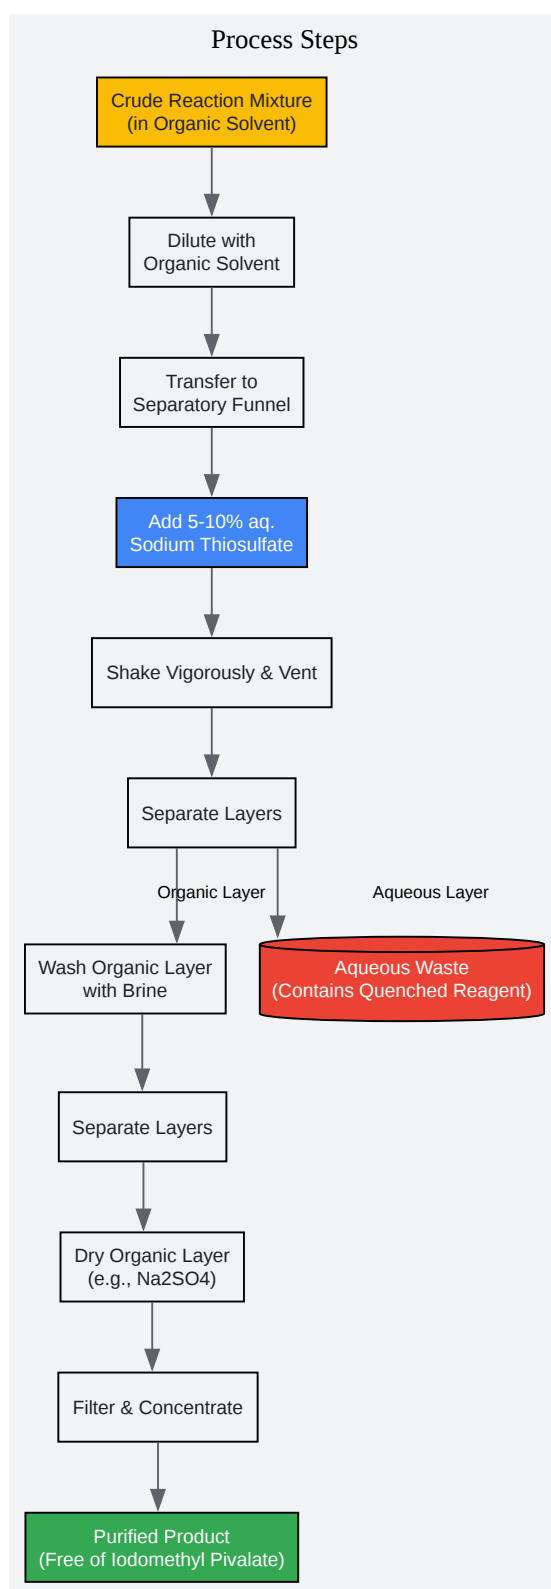 Process Steps
Crude Reaction Mixture
(in Organic Solvent)
Dilute with
Organic Solvent
Transfer to
Separatory Funnel
Add 5-10% aq.
Sodium Thiosulfate
Shake Vigorously & Vent
Separate Layers
Organic Layer
Aqueous Layer
Wash Organic Layer
with Brine
Aqueous Waste
(Contains Quenched Reagent)
Separate Layers
Dry Organic Layer
(e.g., Na2SO4)
Filter & Concentrate
Purified Product
(Free of Iodomethyl Pivalate)